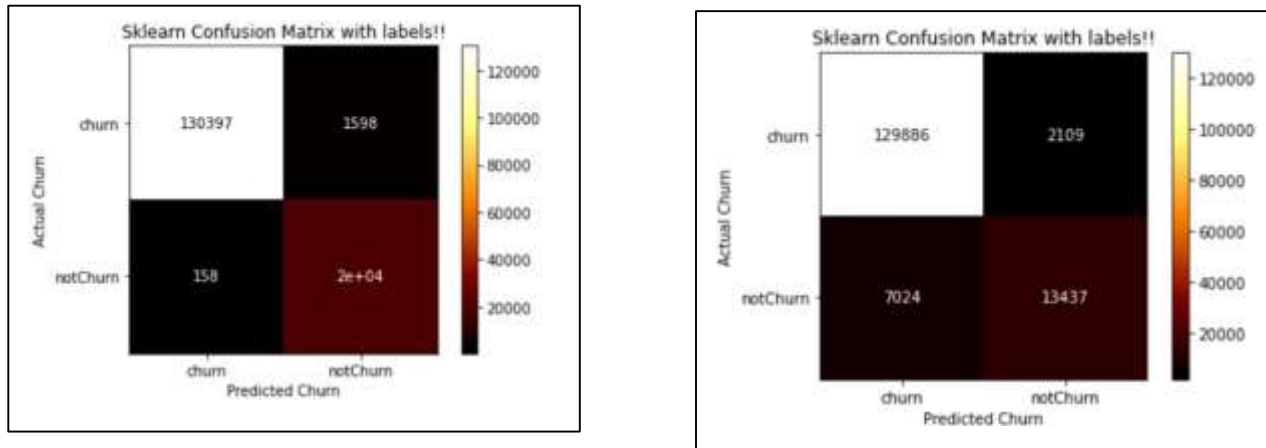 Sklearn Confusion Matrix with labels!!
120000
130397
1598
churn
100000
80000
Actual Churn
60000
40000
158
2e+04
notChurn
20000
churn
notChurn
Predicted Churn
Sklearn Confusion Matrix with labels!!
120000
129886
2109
churn
100000
80000
Actual Churn
60000
40000
7024
13437
notChurn
20000
churn
notChurn
Predicted Churn